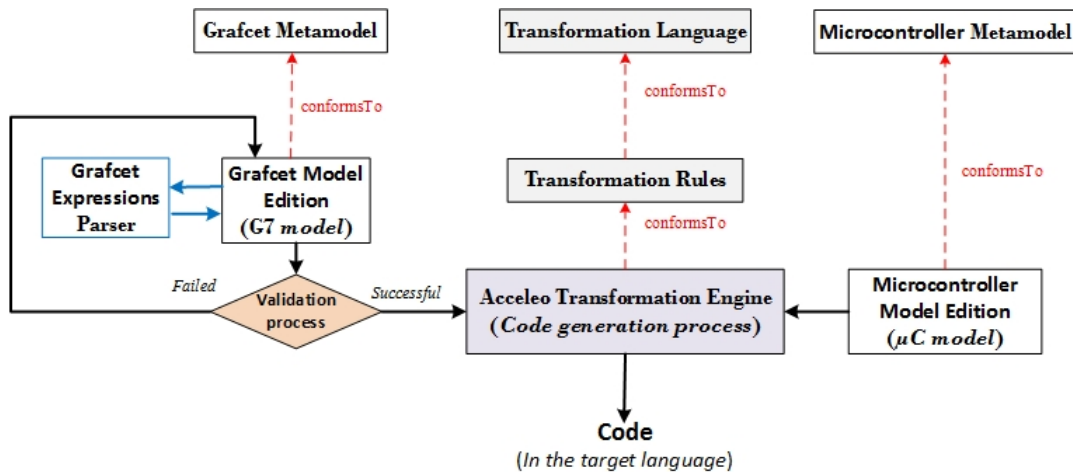 Grafcet Metamodel
Transformation Language
Microcontroller Metamodel
conformsTo
conformsTo
conformsTo
Grafcet
Expressions
Parser
Grafcet Model
Edition
(G7 model)
Transformation Rules
conformsTo
Failed
Validation
process
Successful
Acceleo Transformation Engine
(Code generation process)
Microcontroller
Model Edition
(µC model)
Code
(In the target language)